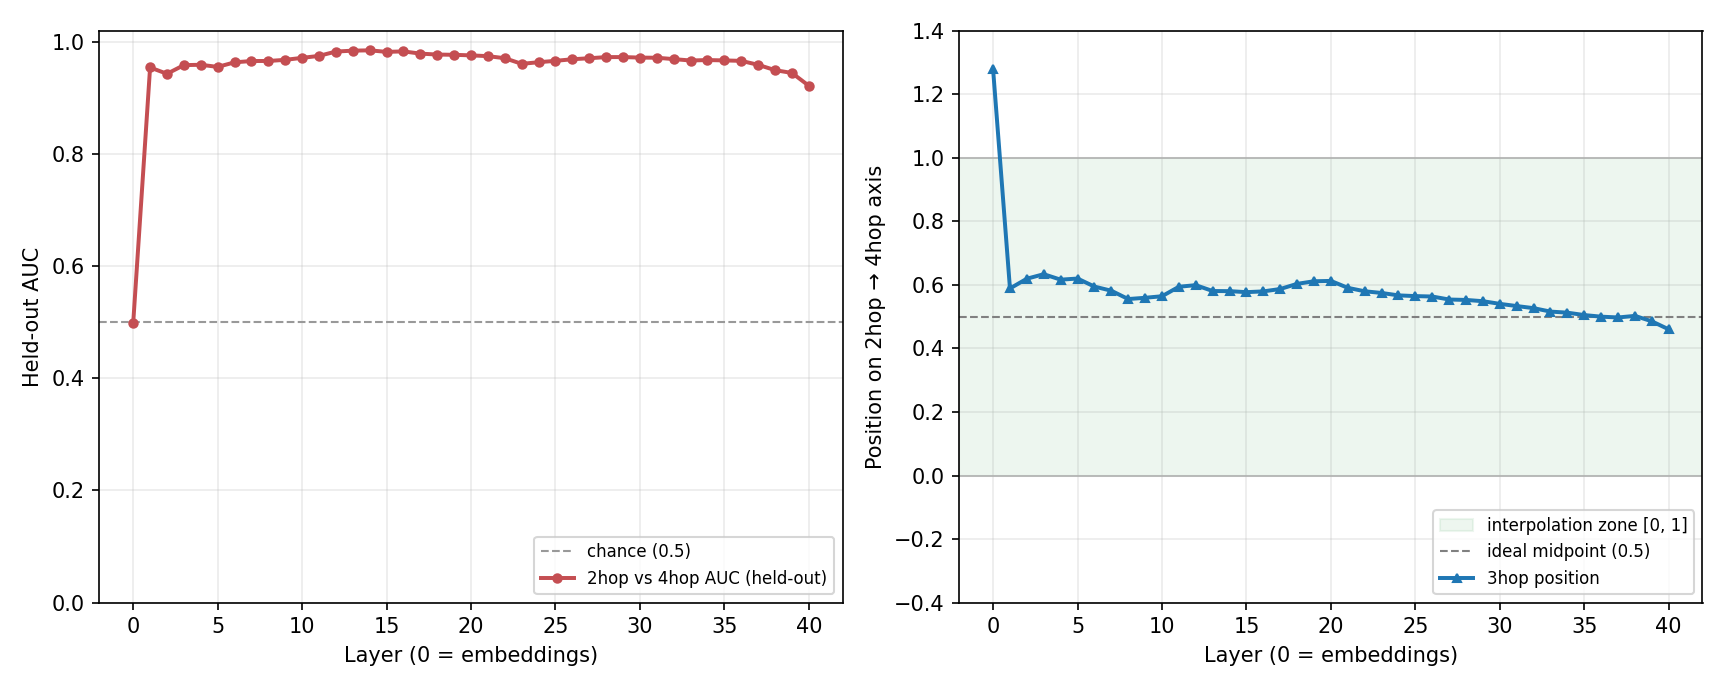 Held-out AUC
1.0
0.8
0.6
0.4
0.2
0.0
chance (0.5)
2hop vs 4hop AUC (held-out)
0 5 10 15 20 25 30 35 40
Layer (0 = embeddings)
Position on 2hop → 4hop axis
1.4
1.2
1.0
0.8
0.6
0.4
0.2
0.0
−0.2
−0.4
interpolation zone [0, 1]
ideal midpoint (0.5)
3hop position
0 5 10 15 20 25 30 35 40
Layer (0 = embeddings)